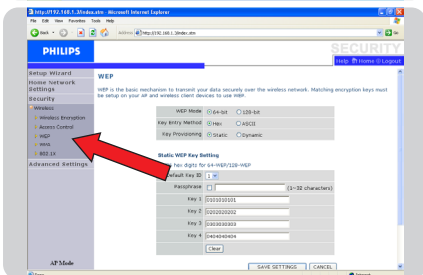 http://192.168.1.3/index.stm - Microsoft Internet Explorer
File Edit View Favorites Tools Help
Back Address http://192.168.1.3/index.stm Go
PHILIPS
SECURITY
Help Home Logout
Setup Wizard
Home Network Settings
Security
Wireless
Wireless Encryption
Access Control
WEP
WPA
802.1X
Advanced Settings
AP Mode
WEP
WEP is the basic mechanism to transmit your data securely over the wireless network. Matching encryption keys must
be setup on your AP and wireless client devices to use WEP.
WEP Mode 64-bit 128-bit
Key Entry Method Hex ASCII
Key Provisioning Static Dynamic
Static WEP Key Setting
hex digits for 64-WEP/128-WEP
Default Key ID 1
Passphrase (1~32 characters)
Key 1 0101010101
Key 2 0202020202
Key 3 0303030303
Key 4 0404040404
Clear
SAVE SETTINGS CANCEL